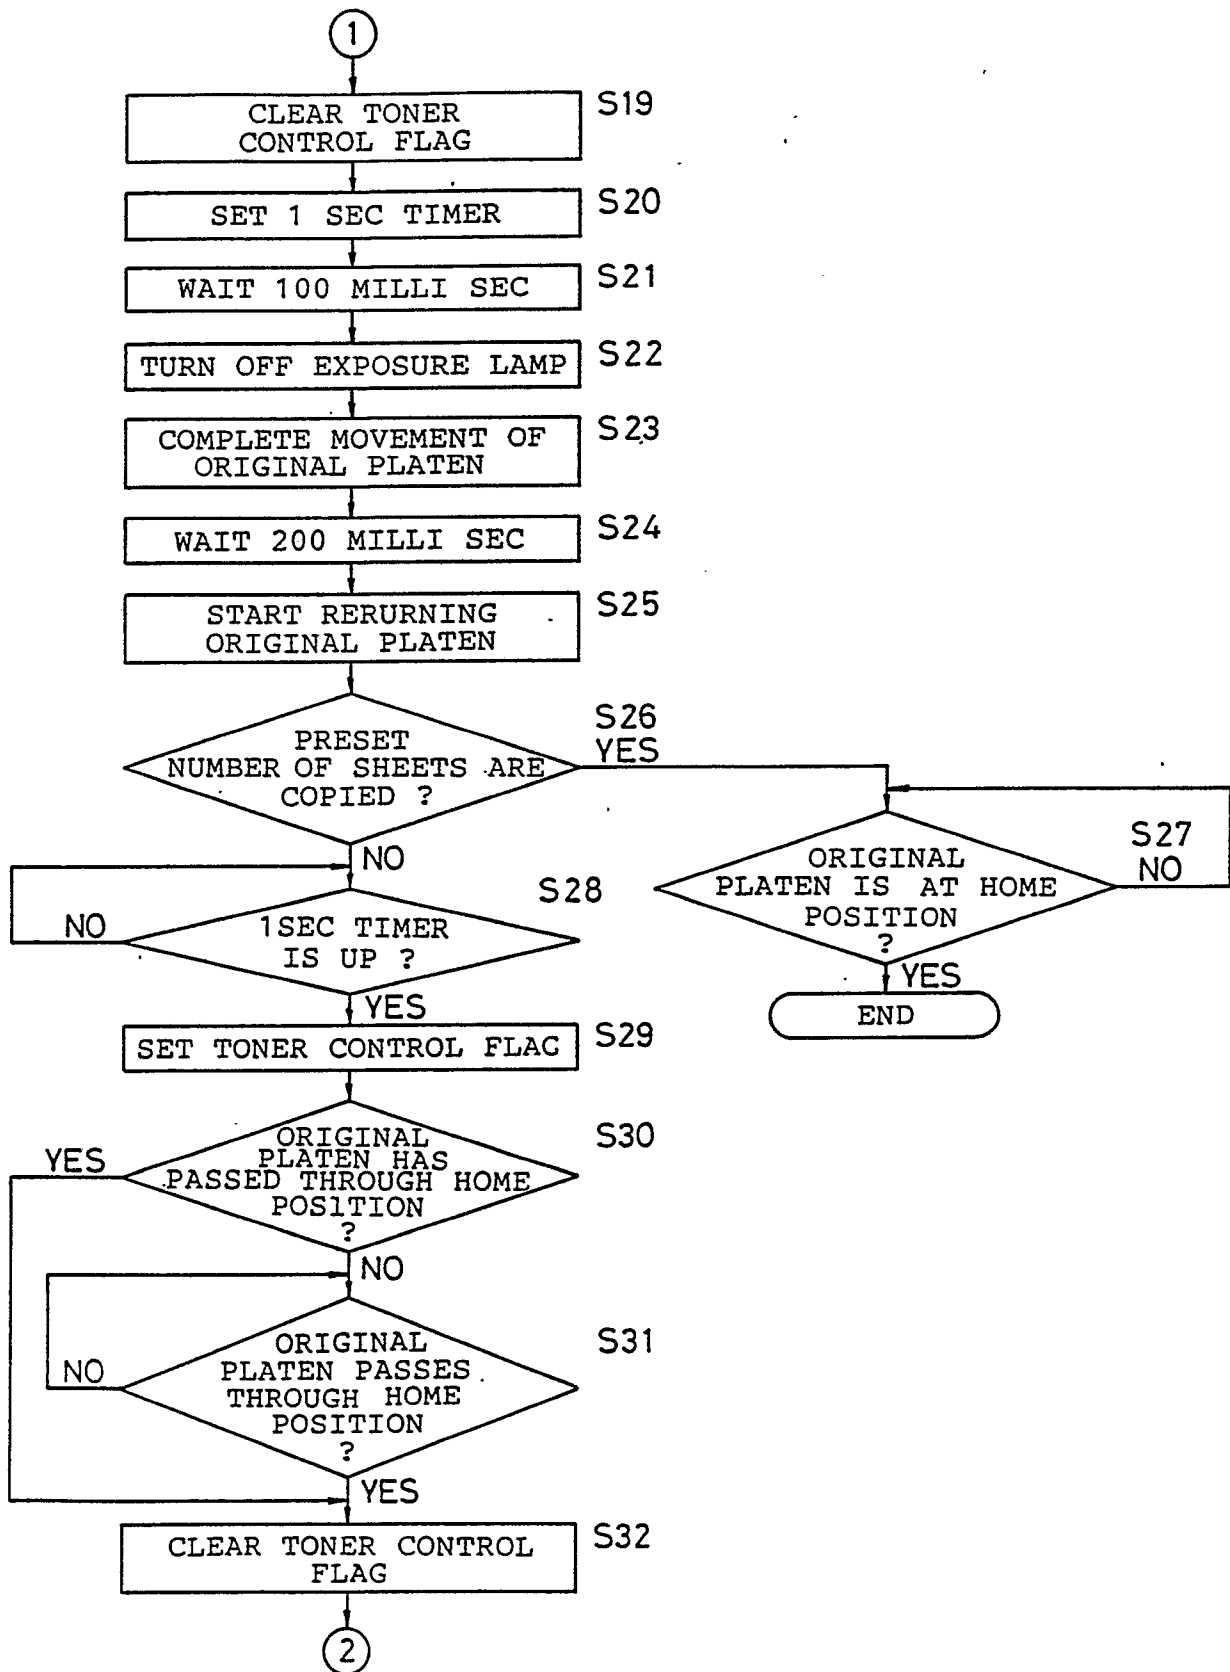 1
CLEAR TONER
CONTROL FLAG
S19
SET 1 SEC TIMER
S20
WAIT 100 MILLI SEC
S21
TURN OFF EXPOSURE LAMP
S22
COMPLETE MOVEMENT OF
ORIGINAL PLATEN
S23
WAIT 200 MILLI SEC
S24
START RERURNING
ORIGINAL PLATEN
S25
PRESET
NUMBER OF SHEETS ARE
COPIED ?
S26
YES
NO
ORIGINAL
PLATEN IS AT HOME
POSITION
?
S27
NO
YES
END
1SEC TIMER
IS UP ?
S28
NO
YES
SET TONER CONTROL FLAG
S29
ORIGINAL
PLATEN HAS
PASSED THROUGH HOME
POSITION
?
S30
YES
NO
ORIGINAL
PLATEN PASSES
THROUGH HOME
POSITION
?
S31
NO
YES
CLEAR TONER CONTROL
FLAG
S32
2